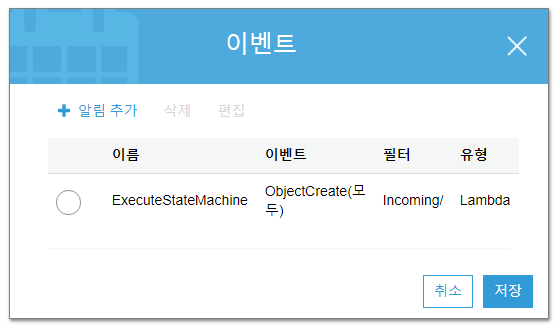 이벤트
알림 추가 삭제 편집
이름 이벤트 필터 유형
ExecuteStateMachine ObjectCreate(모두) Incoming/ Lambda
취소 저장